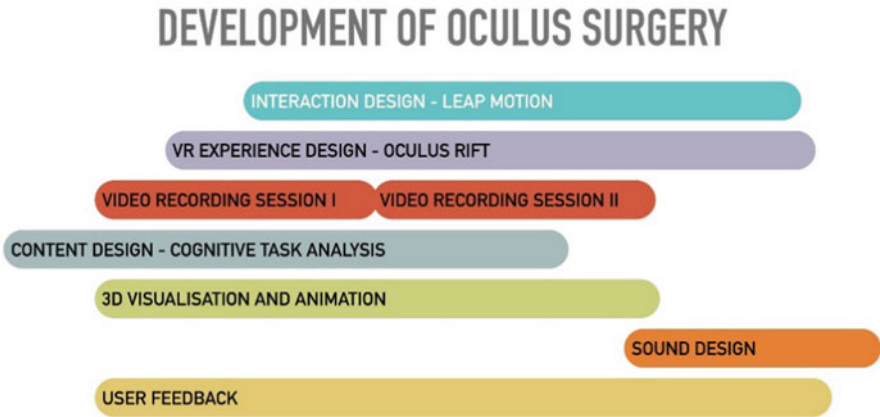 DEVELOPMENT OF OCULUS SURGERY
INTERACTION DESIGN - LEAP MOTION
VR EXPERIENCE DESIGN - OCULUS RIFT
VIDEO RECORDING SESSION I VIDEO RECORDING SESSION II
CONTENT DESIGN - COGNITIVE TASK ANALYSIS
3D VISUALISATION AND ANIMATION
SOUND DESIGN
USER FEEDBACK